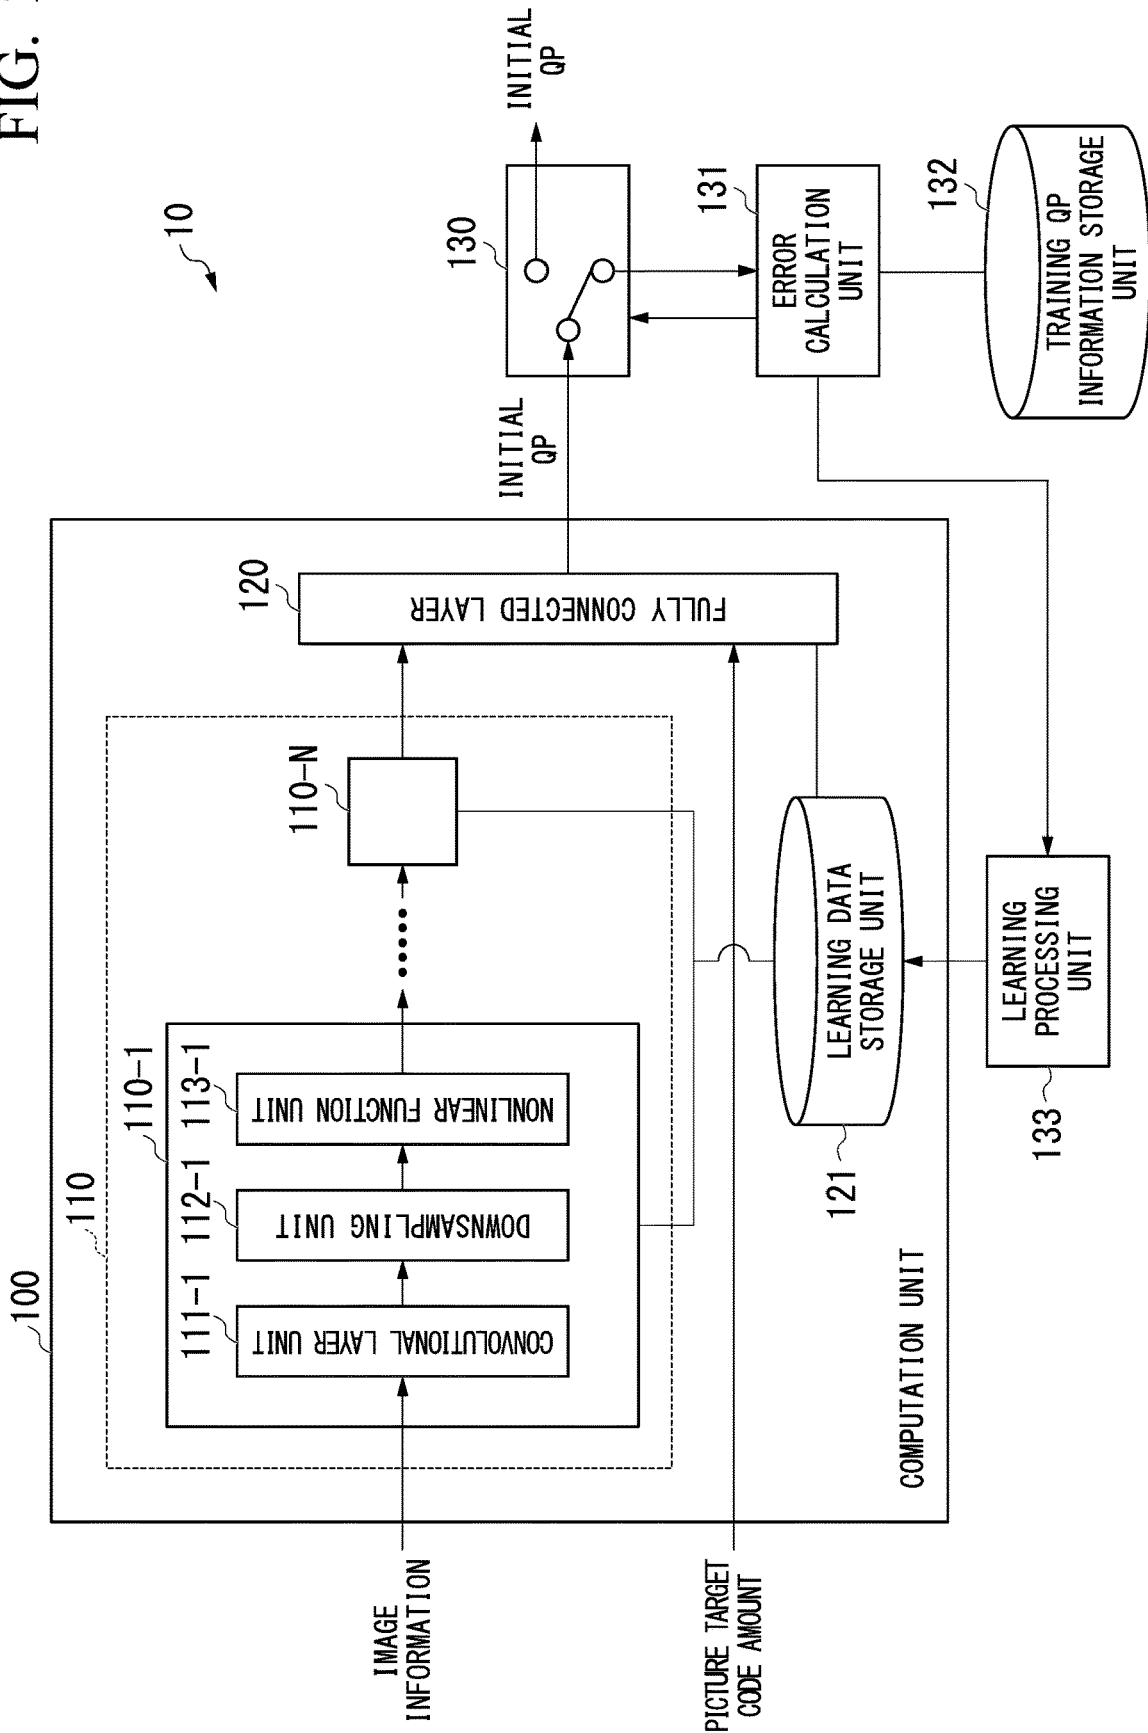 FIG.
10
100
110
110-1
111-1
CONVOLUTIONAL LAYER UNIT
112-1
DOWNSAMPLING UNIT
113-1
NONLINEAR FUNCTION UNIT
110-N
120
FULLY CONNECTED LAYER
IMAGE
INFORMATION
PICTURE TARGET
CODE AMOUNT
INITIAL
QP
130
INITIAL
QP
131
ERROR
CALCULATION
UNIT
132
TRAINING QP
INFORMATION STORAGE
UNIT
121
LEARNING DATA
STORAGE UNIT
COMPUTATION UNIT
133
LEARNING
PROCESSING
UNIT